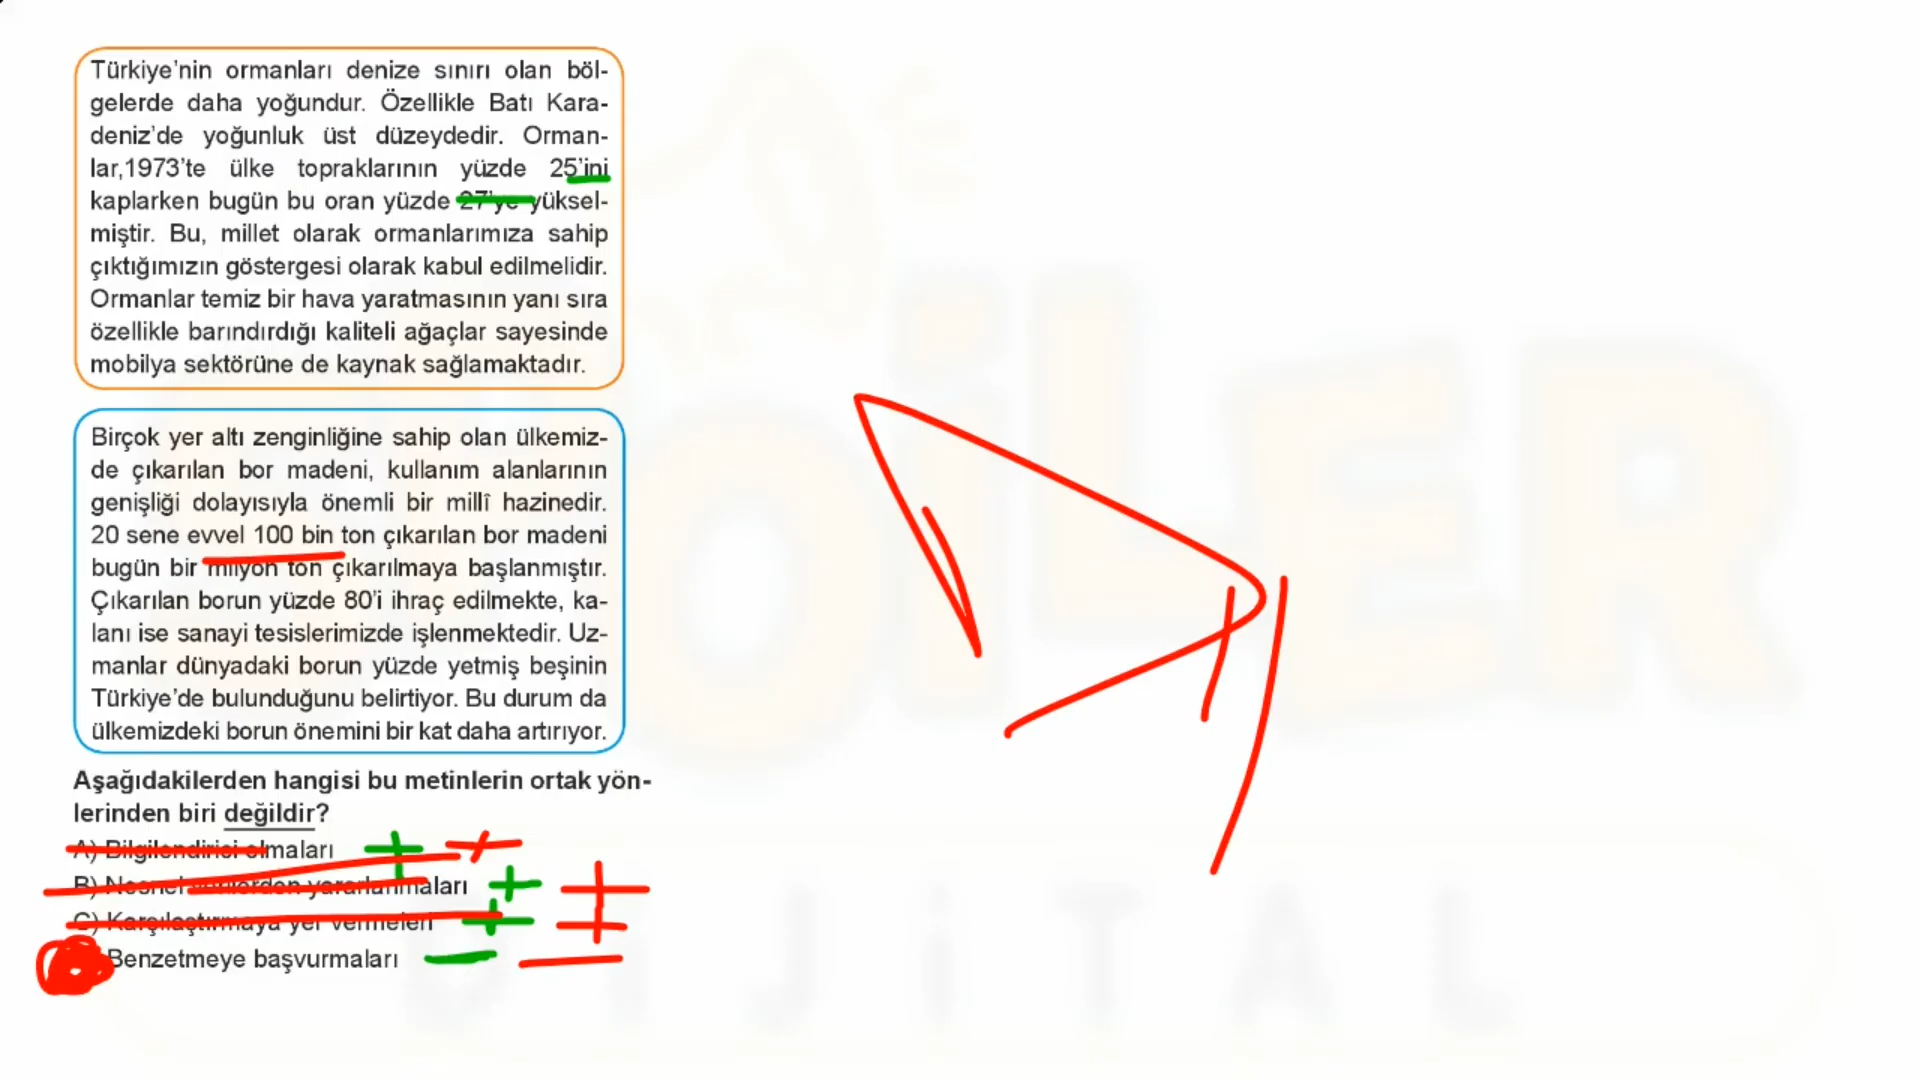 Türkiye'nin ormanları denize sınırı olan böl-
gelerde daha yoğundur. Özellikle Batı Kara-
deniz'de yoğunluk üst düzeydedir. Orman-
lar,1973'te ülke topraklarının yüzde 25'ini
kaplarken bugün bu oran yüzde 27'ye yüksel-
miştir. Bu, millet olarak ormanlarımıza sahip
çıktığımızın göstergesi olarak kabul edilmelidir.
Ormanlar temiz bir hava yaratmasının yanı sıra
özellikle barındırdığı kaliteli ağaçlar sayesinde
mobilya sektörüne de kaynak sağlamaktadır.
Birçok yer altı zenginliğine sahip olan ülkemiz-
de çıkarılan bor madeni, kullanım alanlarının
genişliği dolayısıyla önemli bir millî hazinedir.
20 sene evvel 100 bin ton çıkarılan bor madeni
bugün bir milyon ton çıkarılmaya başlanmıştır.
Çıkarılan borun yüzde 80'i ihraç edilmekte, ka-
lanı ise sanayi tesislerimizde işlenmektedir. Uz-
manlar dünyadaki borun yüzde yetmiş beşinin
Türkiye'de bulunduğunu belirtiyor. Bu durum da
ülkemizdeki borun önemini bir kat daha artırıyor.
Aşağıdakilerden hangisi bu metinlerin ortak yön-
lerinden biri değildir?
A) Bilgilendirici olmaları
B) Nesnel verilerden yararlanmaları
C) Karşılaştırmaya yer vermeleri
Benzetmeye başvurmaları
DİJİTAL